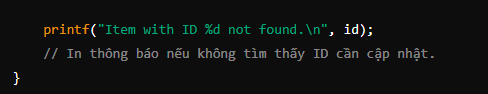 printf("Item with ID %d not found.\n", id);
// In thông báo nếu không tìm thấy ID cần cập nhật.
}